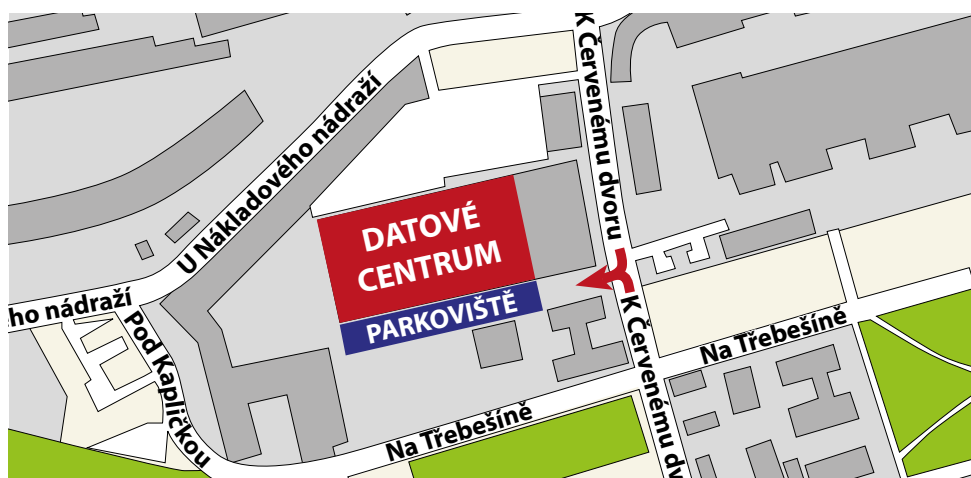 K Červenému dvoru
U Nákladového nádraží
DATOVÉ
CENTRUM
PARKOVIŠTĚ
ho nádraží
Pod Kapličkou
K Červenému dv
Na Třebešíně
Na Třebešíně